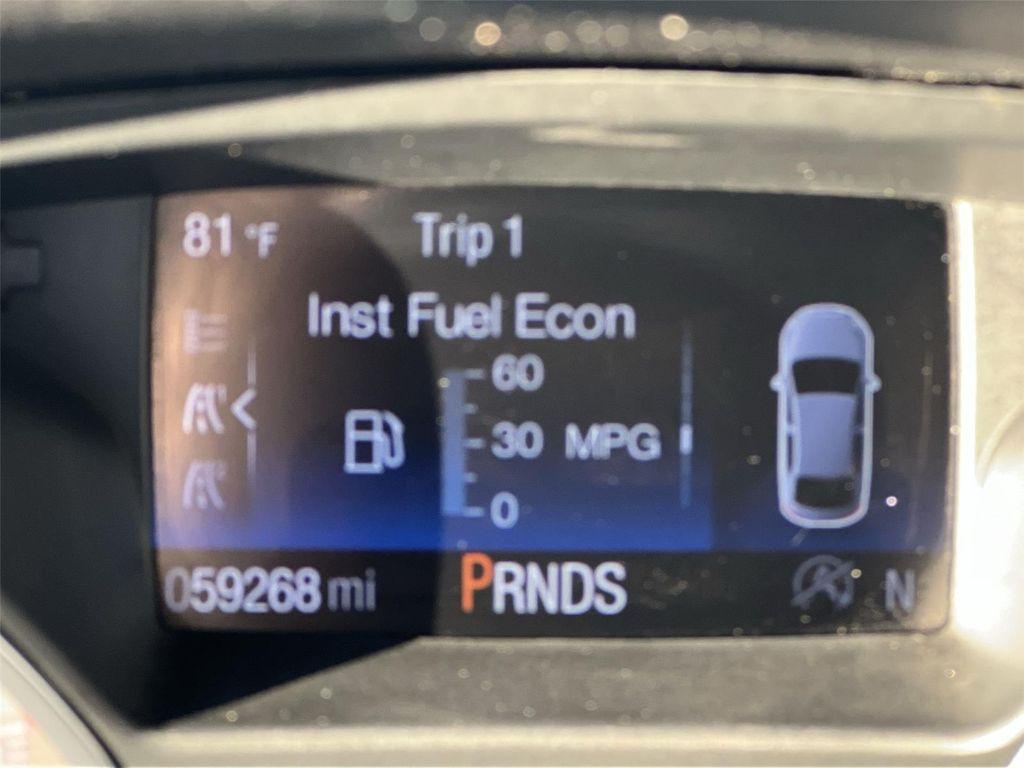 81 °F Trip 1
Inst Fuel Econ
60
30 MPG
0
059268 mi PRNDS N